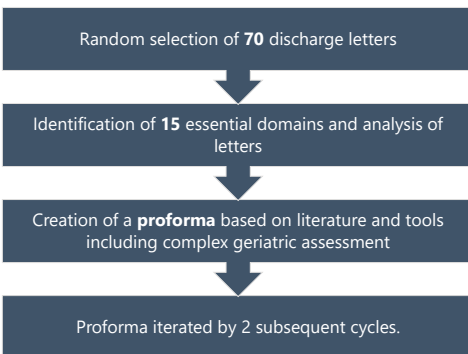 Random selection of 70 discharge letters
Identification of 15 essential domains and analysis of
letters
Creation of a proforma based on literature and tools
including complex geriatric assessment
Proforma iterated by 2 subsequent cycles.